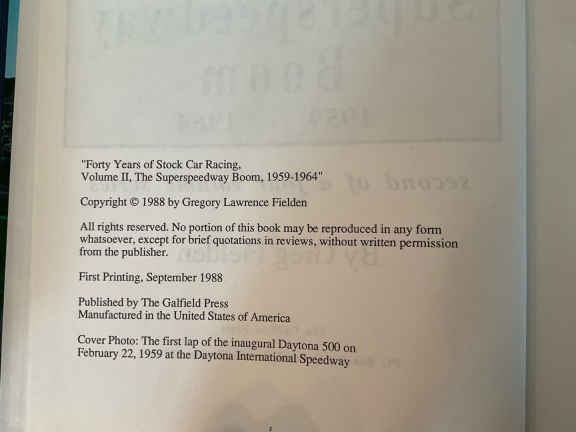 "Forty Years of Stock Car Racing,
Volume II, The Superspeedway Boom, 1959-1964"
Copyright © 1988 by Gregory Lawrence Fielden
All rights reserved. No portion of this book may be reproduced in any form
whatsoever, except for brief quotations in reviews, without written permission
from the publisher.
First Printing, September 1988
Published by The Galfield Press
Manufactured in the United States of America
Cover Photo: The first lap of the inaugural Daytona 500 on
February 22, 1959 at the Daytona International Speedway